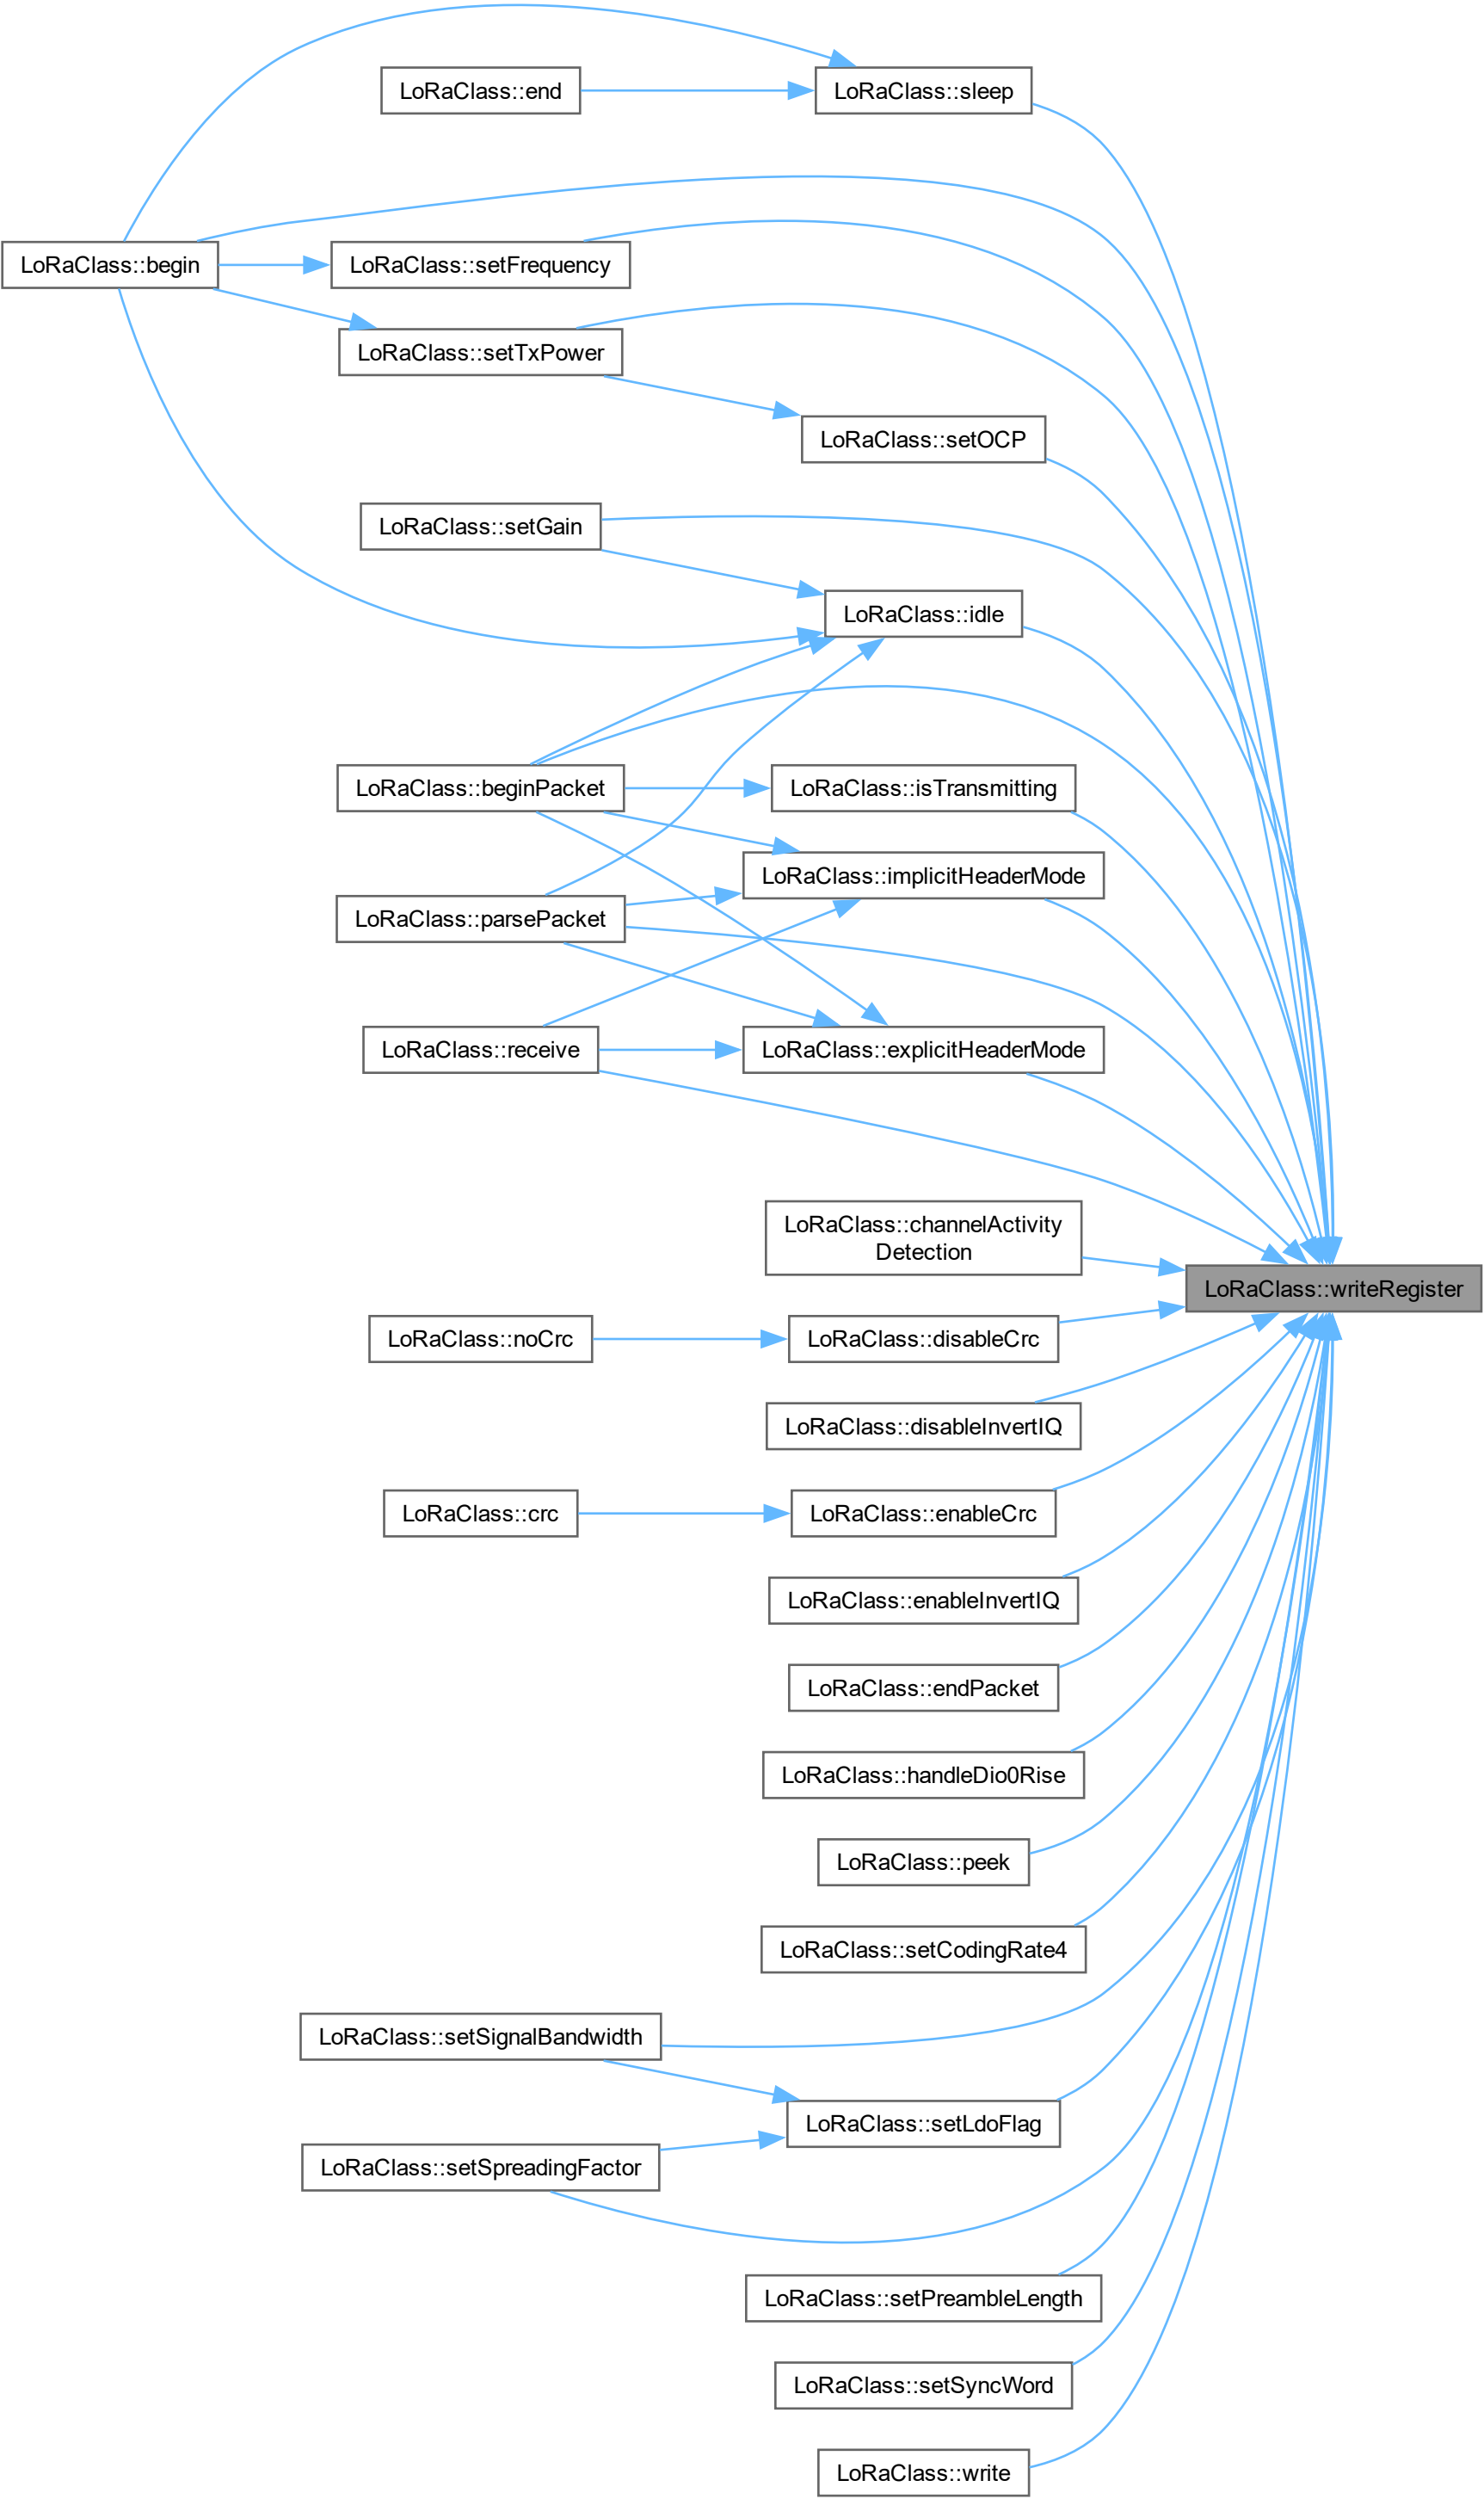 LoRaClass::end
LoRaClass::sleep
LoRaClass::begin
LoRaClass::setFrequency
LoRaClass::setTxPower
LoRaClass::setOCP
LoRaClass::setGain
LoRaClass::idle
LoRaClass::beginPacket
LoRaClass::isTransmitting
LoRaClass::implicitHeaderMode
LoRaClass::parsePacket
LoRaClass::receive
LoRaClass::explicitHeaderMode
LoRaClass::channelActivity
Detection
LoRaClass::writeRegister
LoRaClass::noCrc
LoRaClass::disableCrc
LoRaClass::disableInvertIQ
LoRaClass::crc
LoRaClass::enableCrc
LoRaClass::enableInvertIQ
LoRaClass::endPacket
LoRaClass::handleDio0Rise
LoRaClass::peek
LoRaClass::setCodingRate4
LoRaClass::setSignalBandwidth
LoRaClass::setLdoFlag
LoRaClass::setSpreadingFactor
LoRaClass::setPreambleLength
LoRaClass::setSyncWord
LoRaClass::write